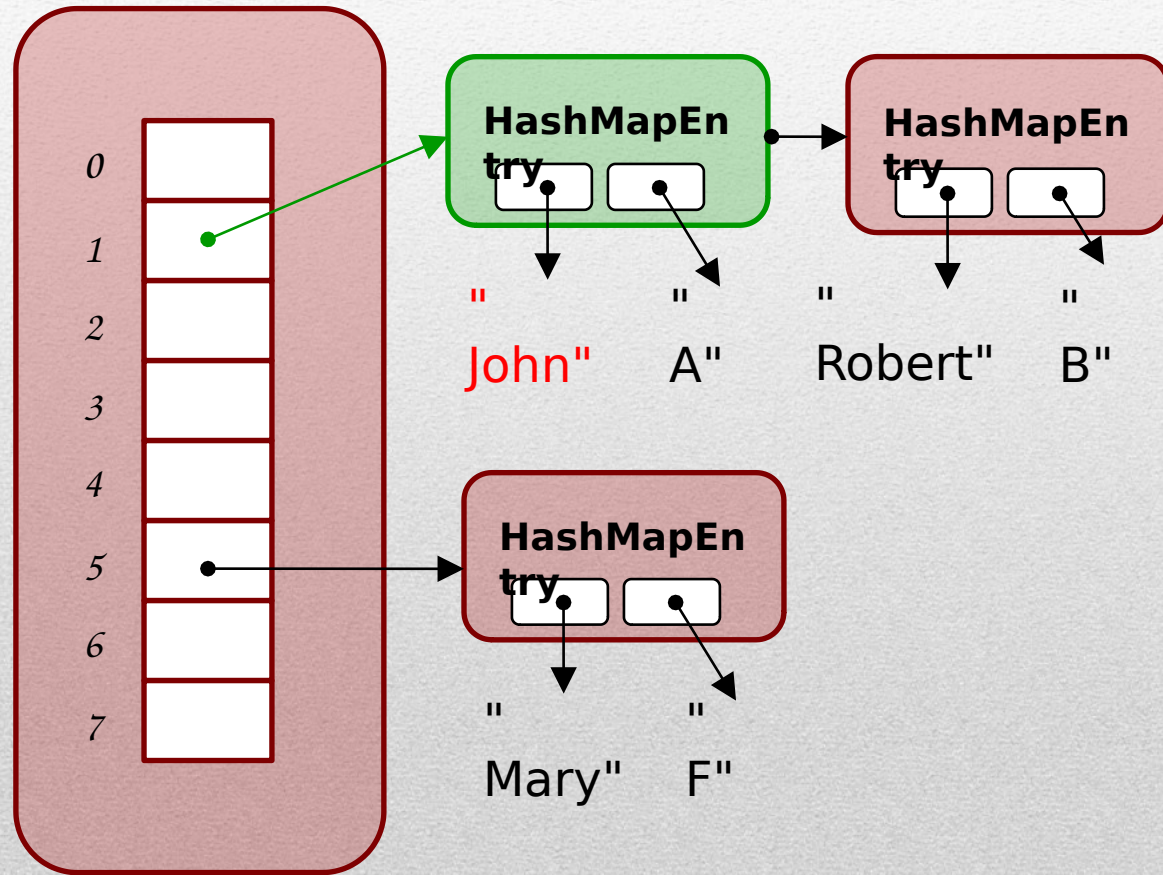 0
1
2
3
4
5
6
7
HashMapEn
try
"
John"
"
A"
HashMapEn
try
"
Robert"
"
B"
HashMapEn
try
"
Mary"
"
F"